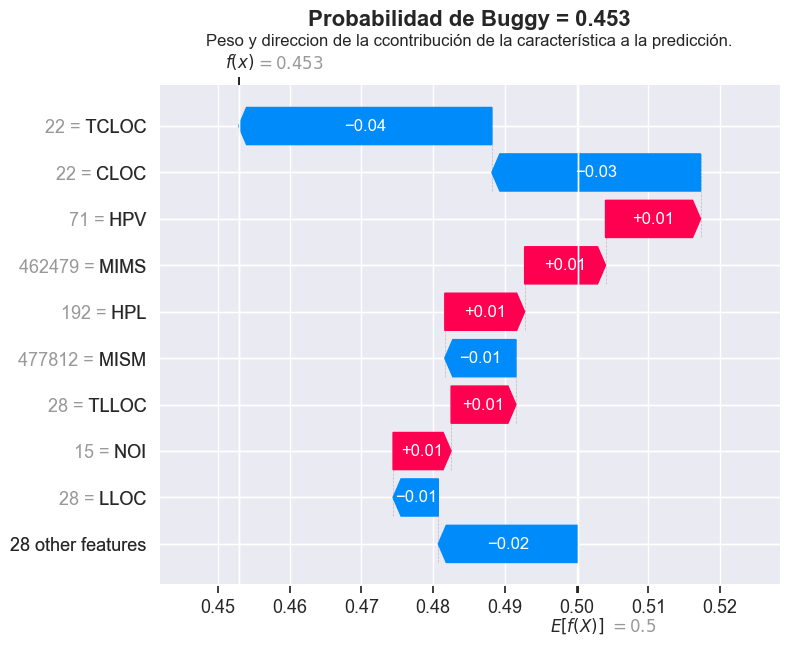 Probabilidad de Buggy = 0.453
Peso y direccion de la ccontribución de la característica a la predicción.
f(x) = 0.453
22 = TCLOC −0.04
22 = CLOC −0.03
71 = HPV +0.01
462479 = MIMS +0.01
192 = HPL +0.01
477812 = MISM −0.01
28 = TLLOC +0.01
15 = NOI +0.01
28 = LLOC −0.01
28 other features −0.02
0.45 0.46 0.47 0.48 0.49 0.50 0.51 0.52
E[f(X)] = 0.5